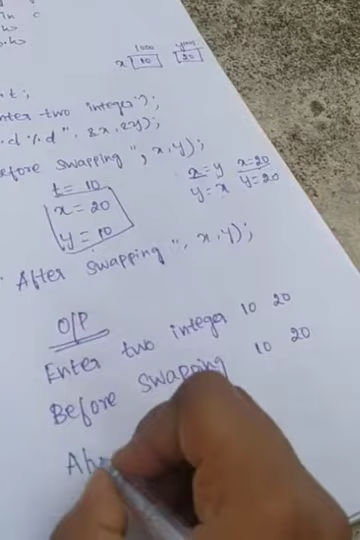 in c
1000
x 10 20
t;
nter two integer");
d %d", &x, &y);
efore swapping ", x, y);
t = 10
x = y x=20
x = 20
y = x y=20
y = 10
After swapping ", x, y);
O/P
Enter two integer 10 20
Before swapping 10 20